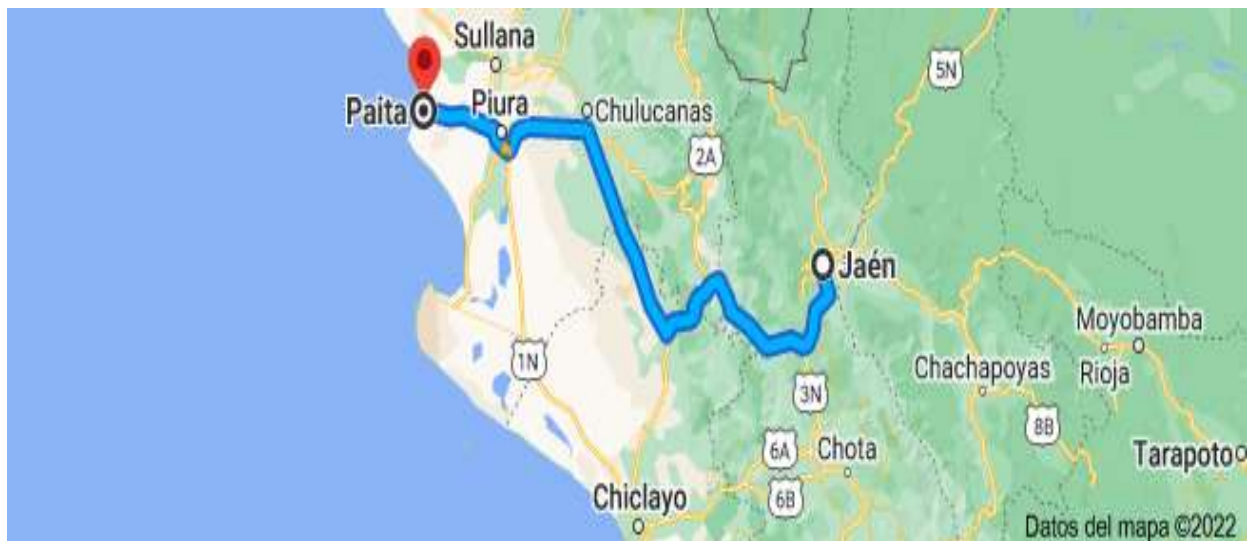 Sullana
Paita
Piura
Chulucanas
5N
2A
Jaén
1N
Moyobamba
Rioja
Chachapoyas
3N
8B
6A
Chota
6B
Tarapoto
Chiclayo
Datos del mapa ©2022